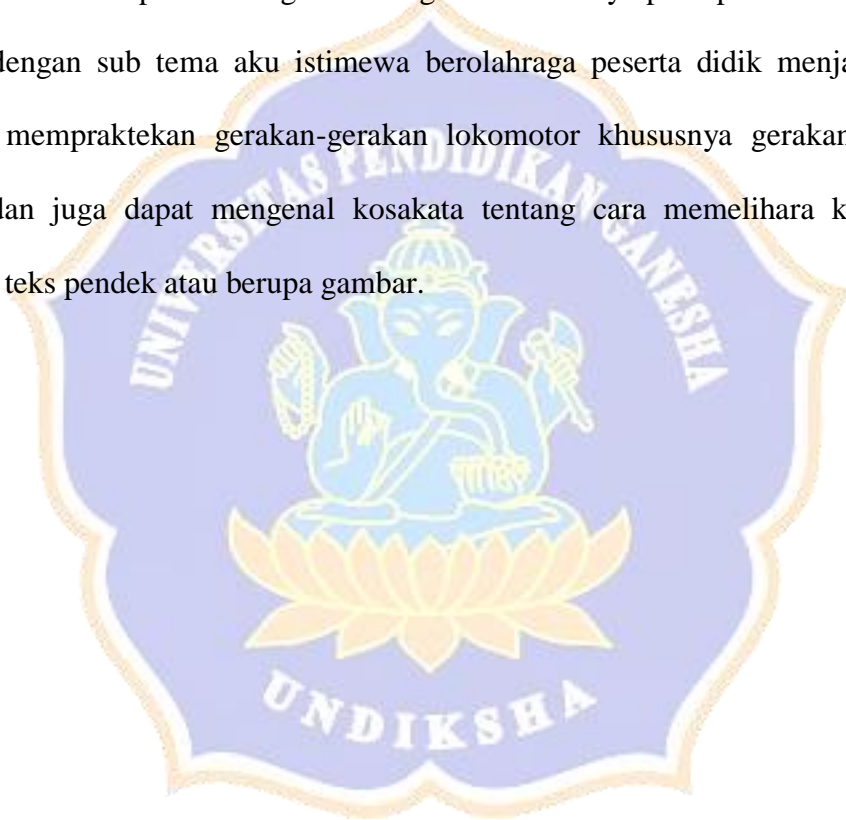 dengan sub tema aku istimewa berolahraga peserta didik
mempraktekan gerakan-gerakan lokomotor khususnya gerakan
dan juga dapat mengenal kosakata tentang cara memelihara
teks pendek atau berupa gambar.
UNIVERSITAS PENDIDIKAN GANESHA
UNDIKSHA